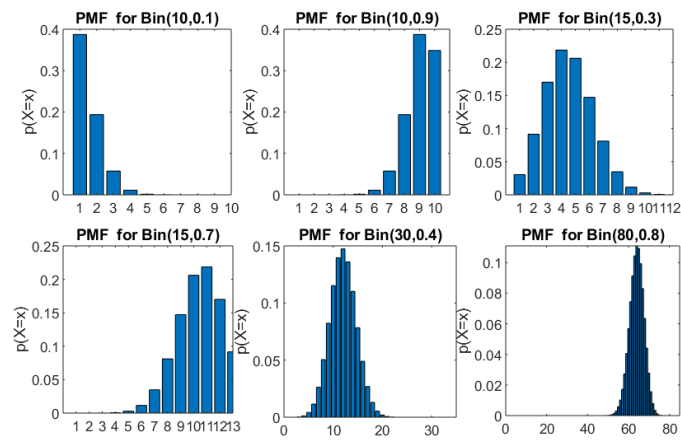 PMF for Bin(10,0.1)
0.4
0.3
0.2
0.1
0
p(X=x)
1 2 3 4 5 6 7 8 9 10
PMF for Bin(10,0.9)
0.4
0.3
0.2
0.1
0
p(X=x)
1 2 3 4 5 6 7 8 9 10
PMF for Bin(15,0.3)
0.25
0.2
0.15
0.1
0.05
0
p(X=x)
1 2 3 4 5 6 7 8 9 10 11 12
PMF for Bin(15,0.7)
0.25
0.2
0.15
0.1
0.05
0
p(X=x)
1 2 3 4 5 6 7 8 9 10 11 12 13
PMF for Bin(30,0.4)
0.15
0.1
0.05
0
p(X=x)
0 10 20 30
PMF for Bin(80,0.8)
0.1
0.08
0.06
0.04
0.02
0
p(X=x)
0 20 40 60 80